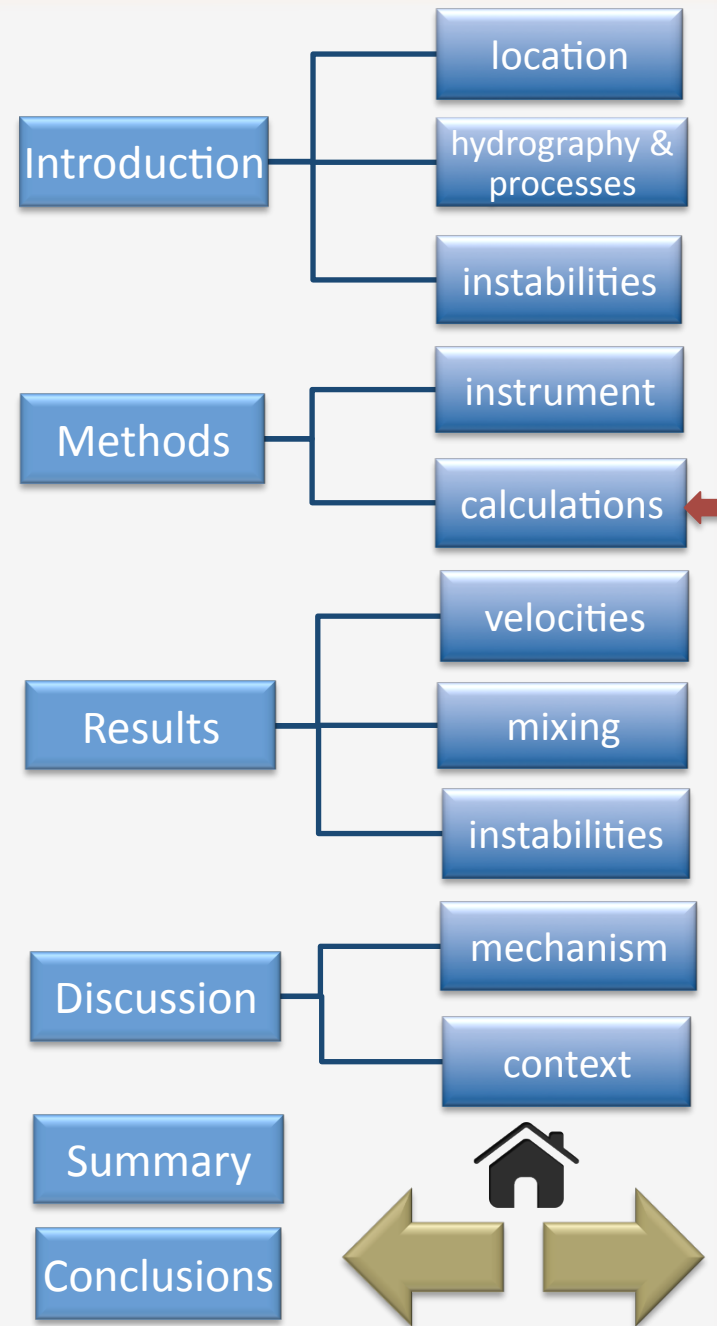 Introduction
location
hydrography &
processes
instabilities
Methods
instrument
calculations
Results
velocities
mixing
instabilities
Discussion
mechanism
context
Summary
Conclusions